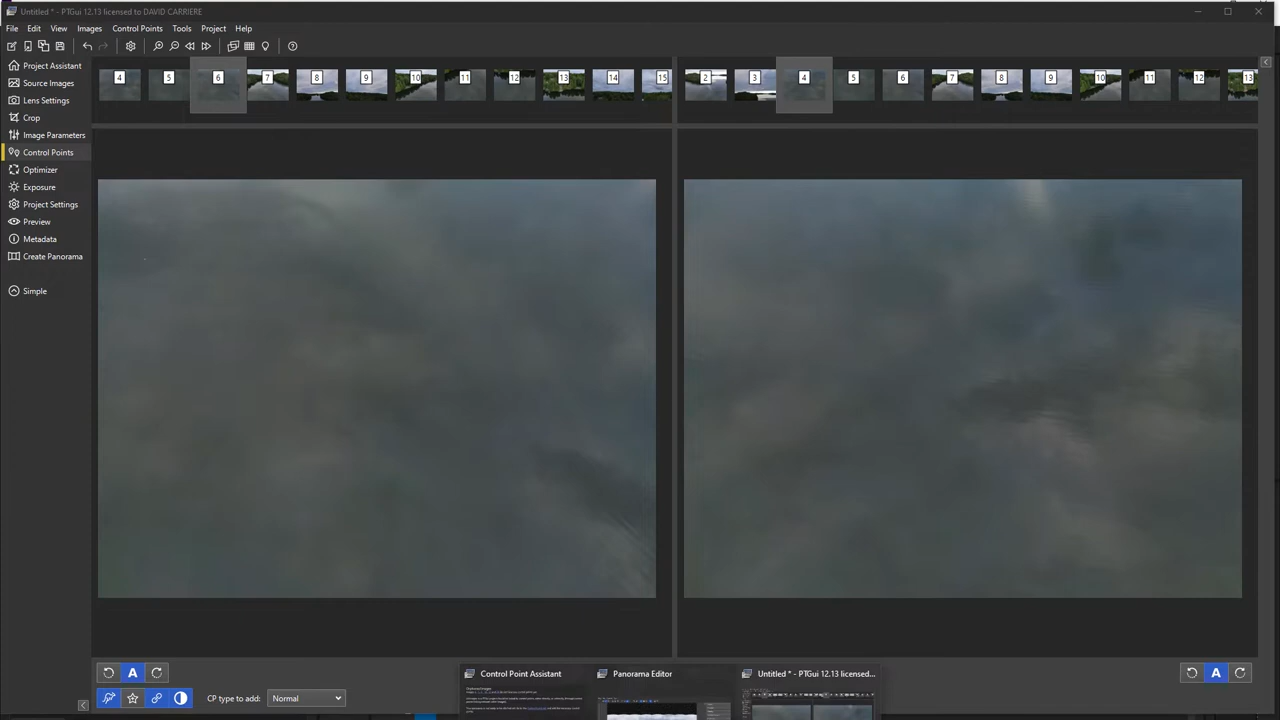 Untitled * - PTGui 12.13 licensed to DAVID CARRIERE
File Edit View Images Control Points Tools Project Help
Project Assistant
Source Images
Lens Settings
Crop
Image Parameters
Control Points
Optimizer
Exposure
Project Settings
Preview
Metadata
Create Panorama
Simple
4 5 6 7 8 9 10 11 12 13 14 15
2 3 4 5 6 7 8 9 10 11 12 13
A
CP type to add: Normal
A
Control Point Assistant
Panorama Editor
Untitled * - PTGui 12.13 licensed...